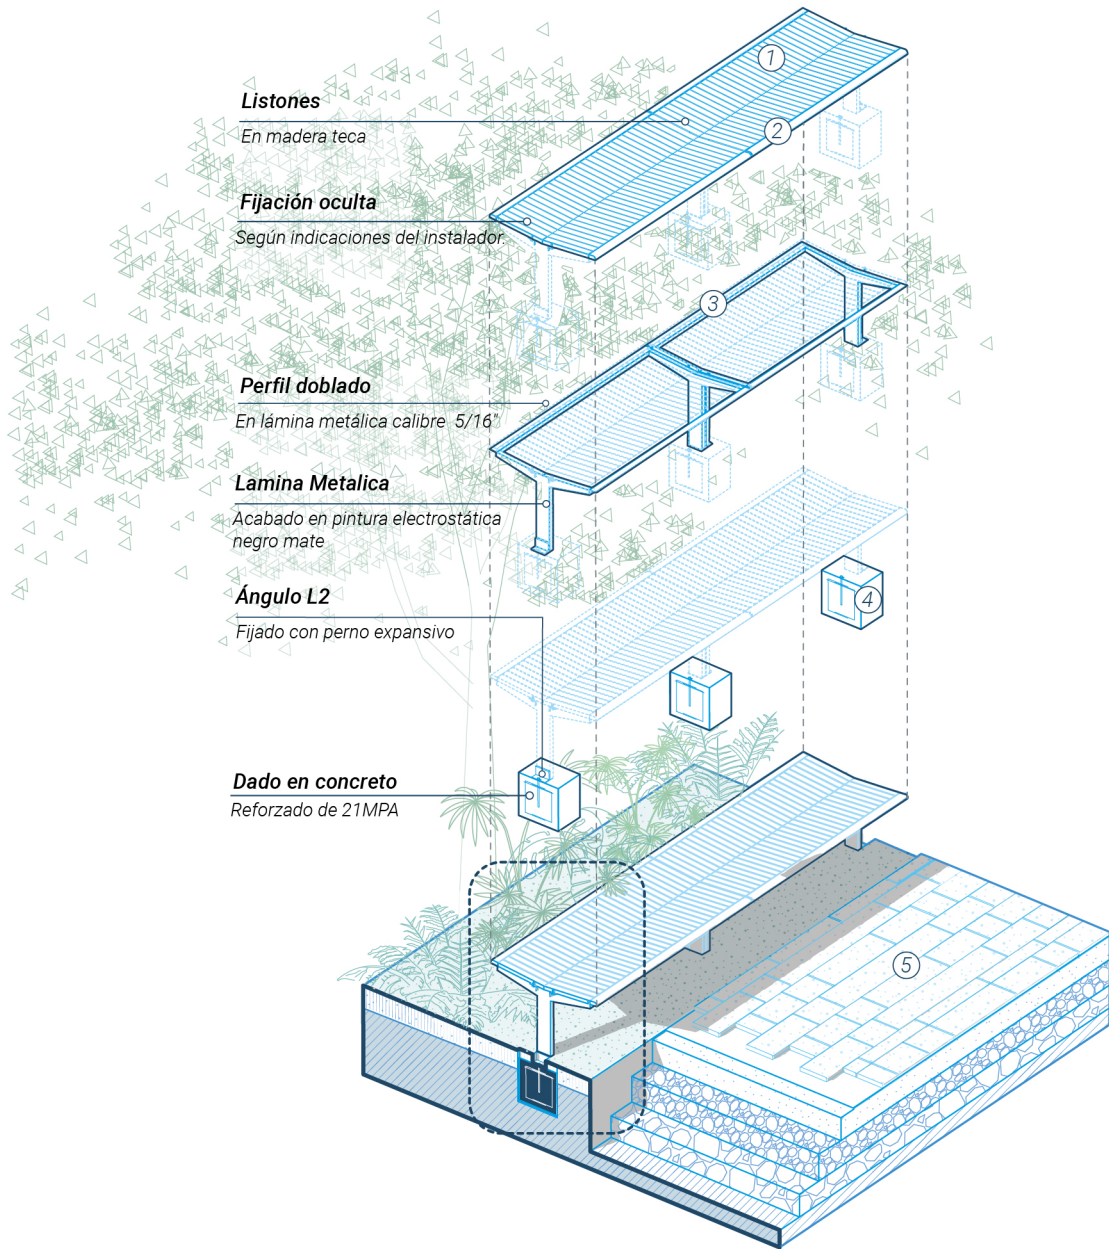 1
Listones
2
En madera teca
Fijación oculta
Según indicaciones del instalador.
3
Perfil doblado
En lámina metálica calibre 5/16"
Lamina Metalica
Acabado en pintura electrostática
negro mate
Ángulo L2
4
Fijado con perno expansivo
Dado en concreto
Reforzado de 21MPA
5